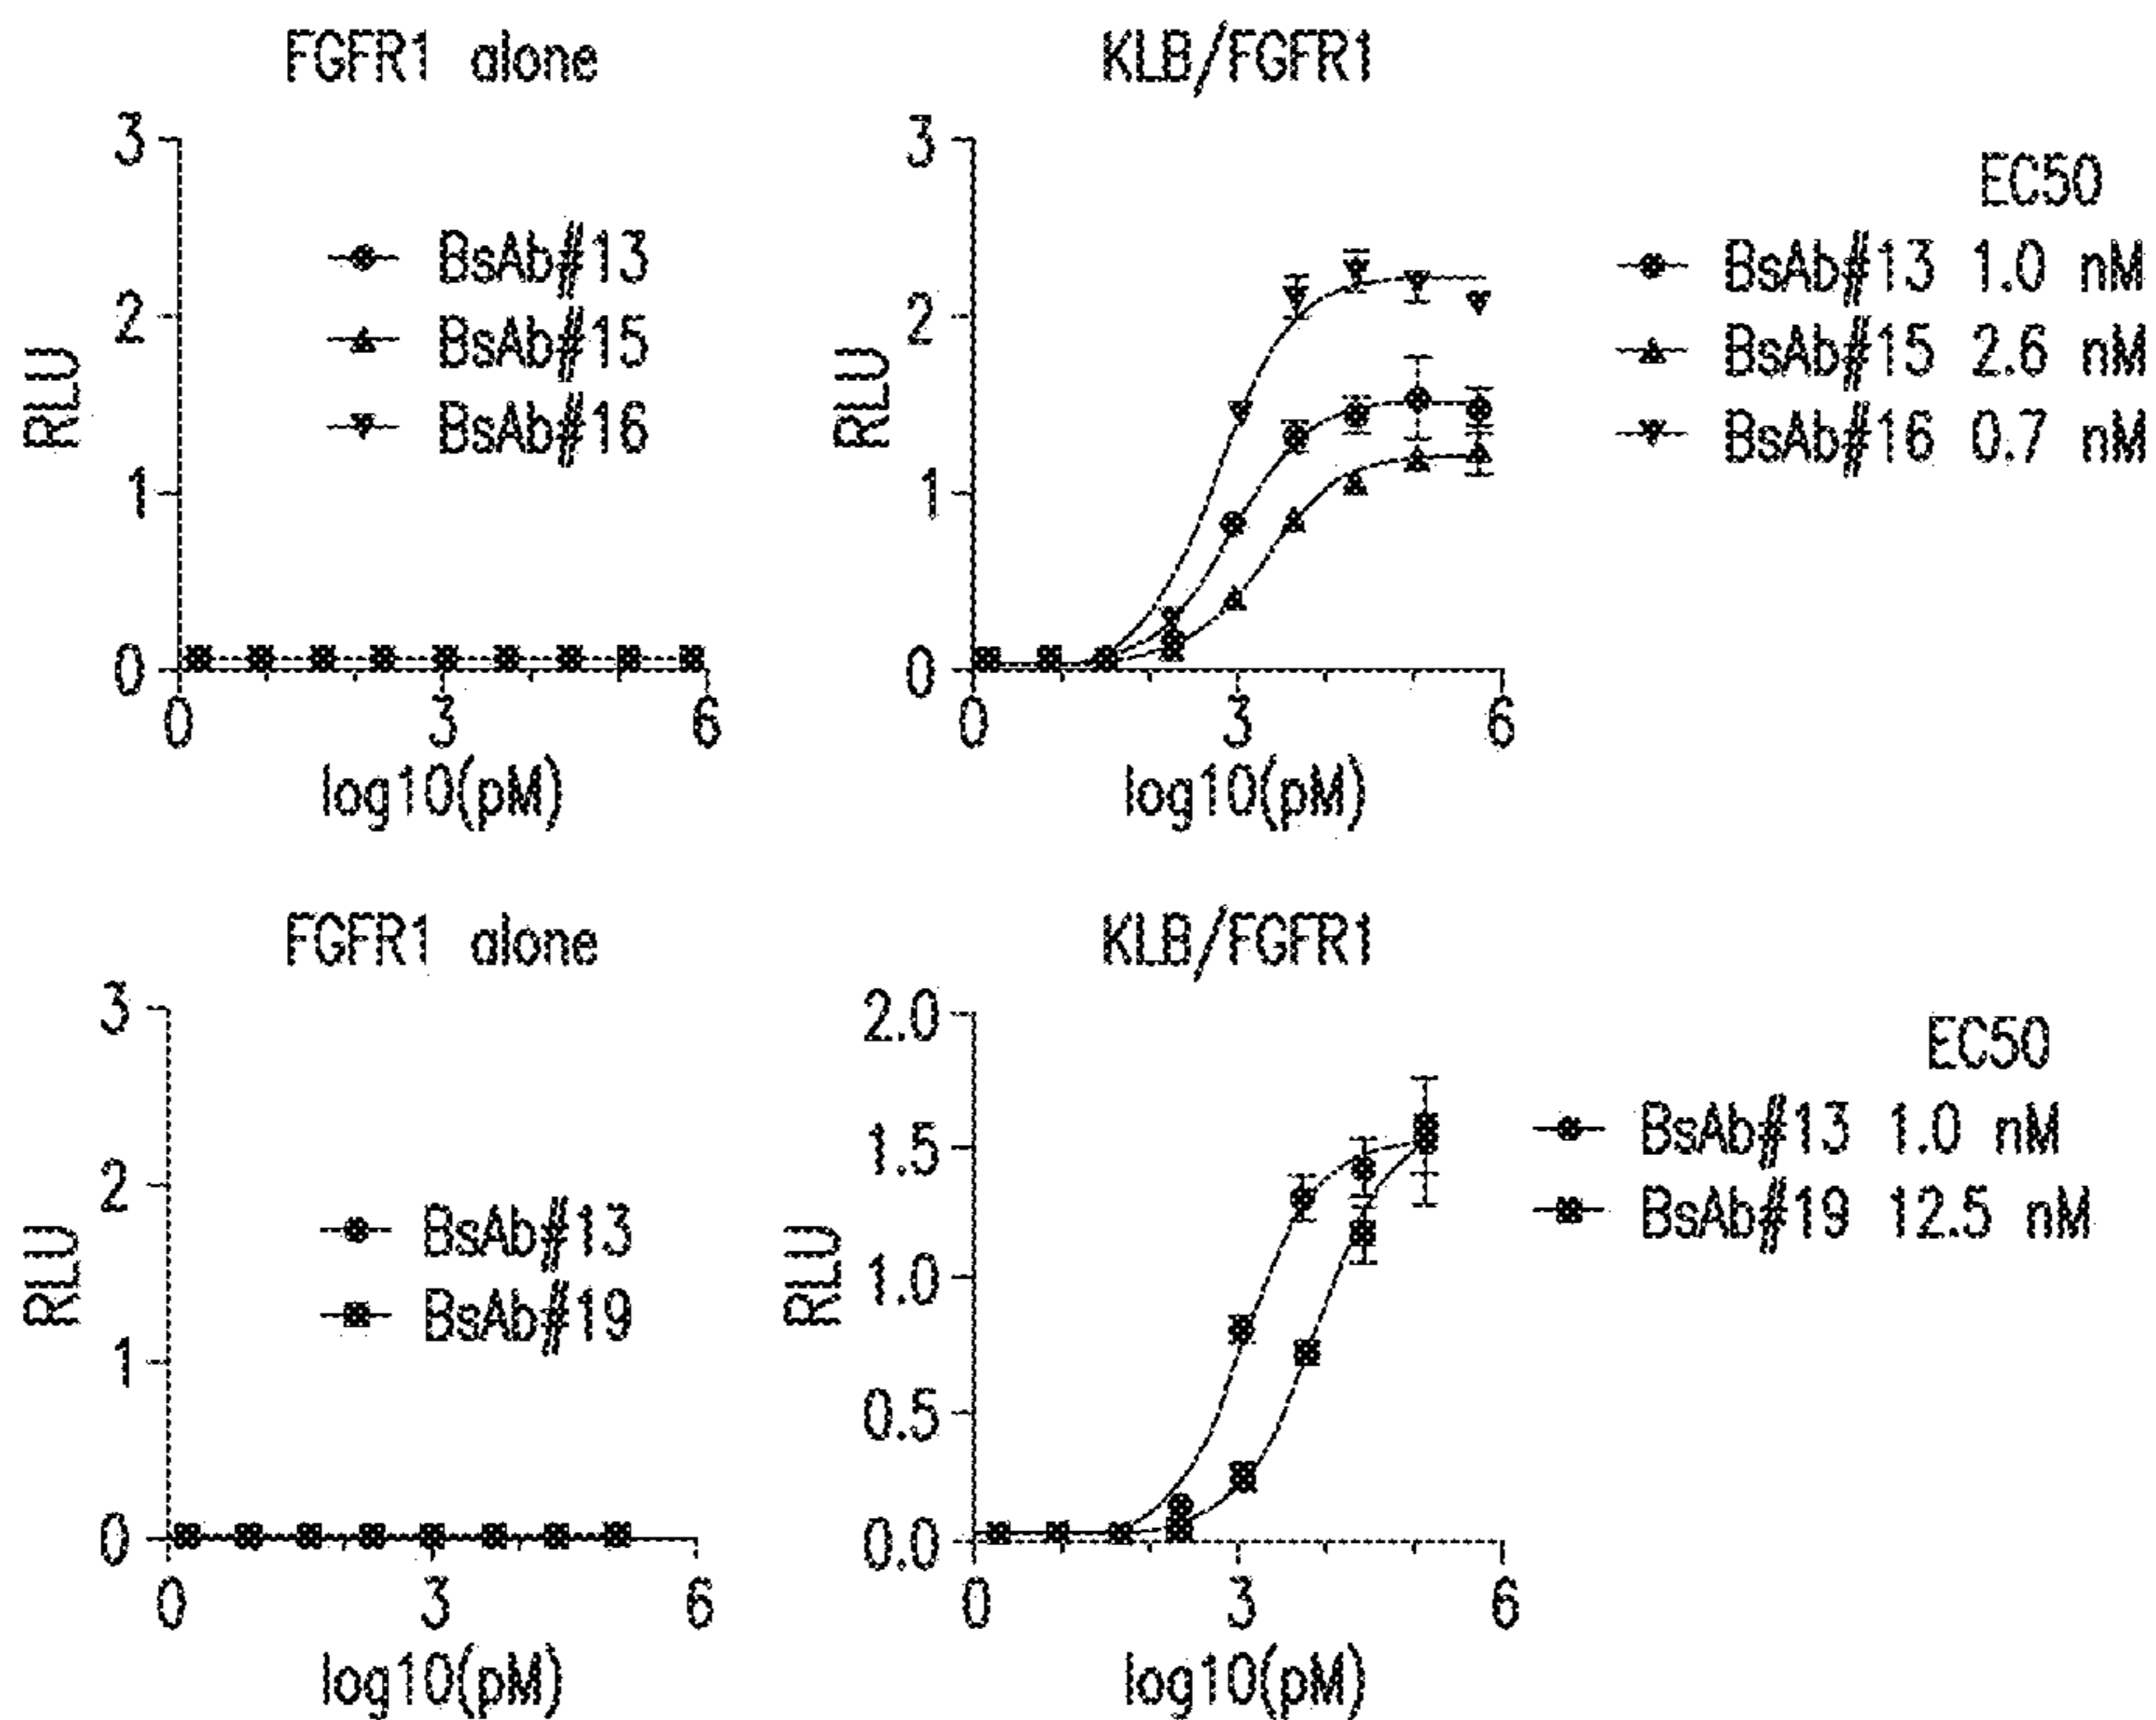 FGFR1 alone
3
2
1
0
RLU
BsAb#13
BsAb#15
BsAb#16
0 3 6
log10(pM)
KLB/FGFR1
3
2
1
0
RLU
0 3 6
log10(pM)
EC50
BsAb#13 1.0 nM
BsAb#15 2.6 nM
BsAb#16 0.7 nM
FGFR1 alone
3
2
1
0
RLU
BsAb#13
BsAb#19
0 3 6
log10(pM)
KLB/FGFR1
2.0
1.5
1.0
0.5
0.0
RLU
0 3 6
log10(pM)
EC50
BsAb#13 1.0 nM
BsAb#19 12.5 nM